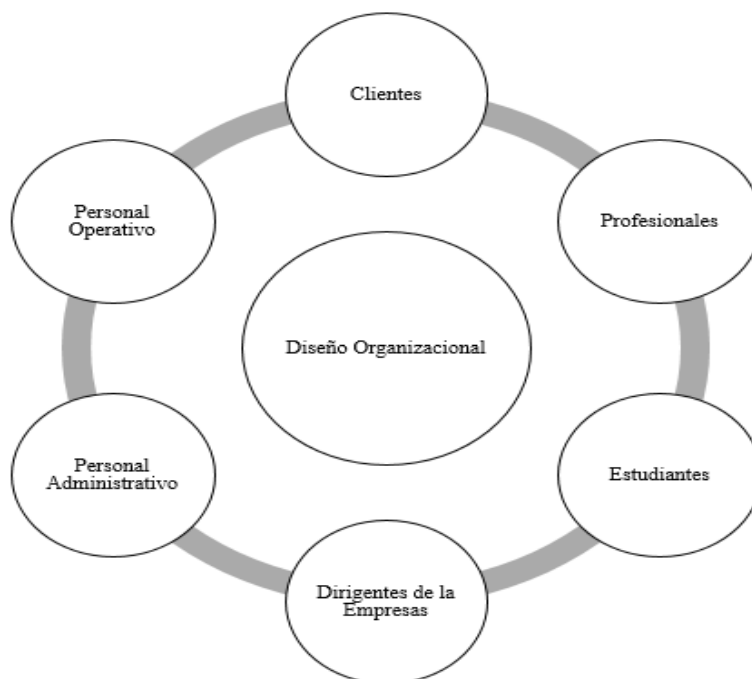 Clientes
Personal
Operativo
Profesionales
Diseño Organizacional
Personal
Administrativo
Estudiantes
Dirigentes de la
Empresas